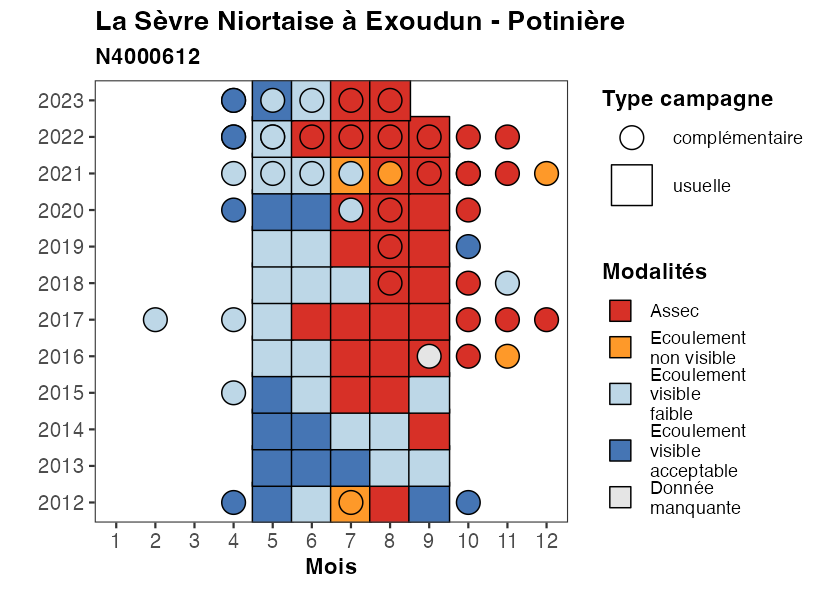 La Sèvre Niortaise à Exoudun - Potinière
N4000612
2023
2022
2021
2020
2019
2018
2017
2016
2015
2014
2013
2012
1 2 3 4 5 6 7 8 9 10 11 12
Mois
Type campagne
complémentaire
usuelle
Modalités
Assec
Ecoulement
non visible
Ecoulement
visible
faible
Ecoulement
visible
acceptable
Donnée
manquante